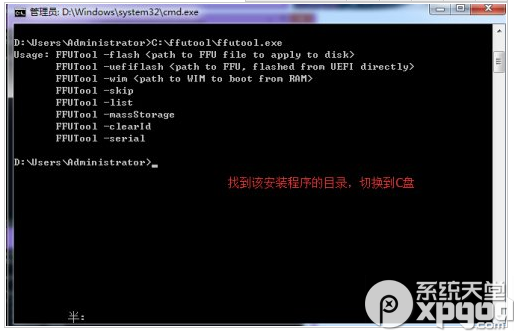 管理员: D:\Windows\system32\cmd.exe
D:\Users\Administrator>C:\ffutool\ffutool.exe
Usage: FFUTool -flash <path to FFU file to apply to disk>
FFUTool -uefiflash <path to FFU, flashed from UEFI directly>
FFUTool -wim <path to WIM to boot from RAM>
FFUTool -skip
FFUTool -list
FFUTool -massStorage
FFUTool -clearId
FFUTool -serial
D:\Users\Administrator>_
找到该安装程序的目录，切换到C盘
半:
系统天堂
xpgod
.com